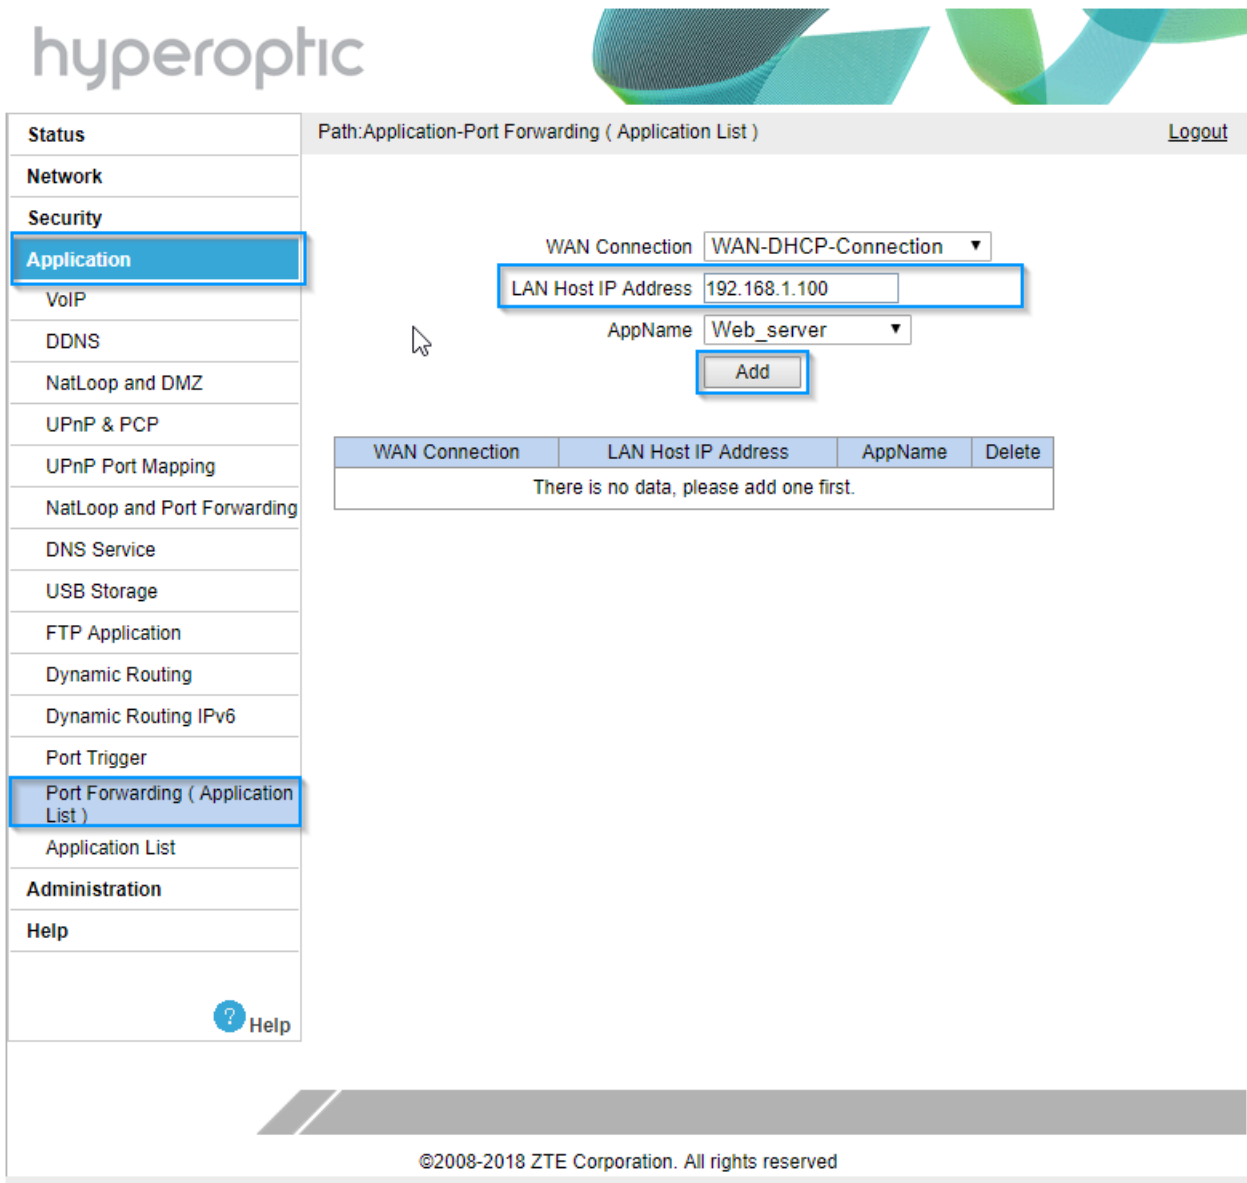 hyperoptic
Status
Path:Application-Port Forwarding ( Application List )
Logout
Network
Security
Application
VoIP
DDNS
NatLoop and DMZ
UPnP & PCP
UPnP Port Mapping
NatLoop and Port Forwarding
DNS Service
USB Storage
FTP Application
Dynamic Routing
Dynamic Routing IPv6
Port Trigger
Port Forwarding ( Application
List )
Application List
Administration
Help
? Help
WAN Connection WAN-DHCP-Connection
LAN Host IP Address 192.168.1.100
AppName Web_server
Add
WAN Connection LAN Host IP Address AppName Delete
There is no data, please add one first.
©2008-2018 ZTE Corporation. All rights reserved